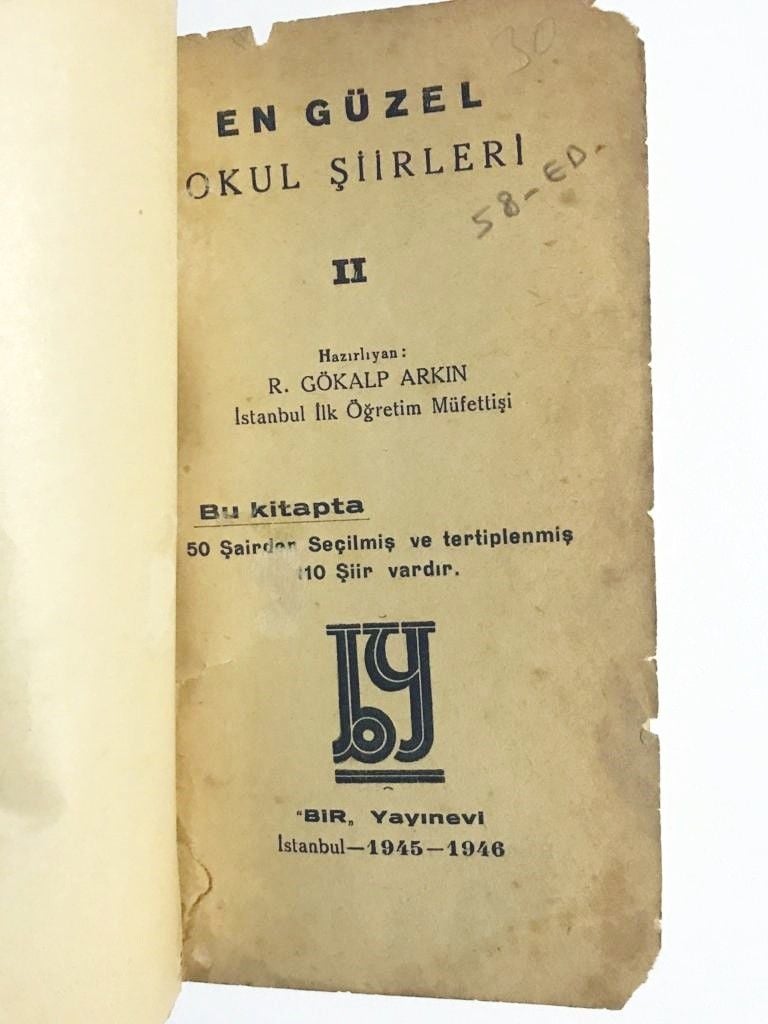 30
EN GÜZEL
OKUL ŞİİRLERİ
58-ED.
II
Hazırlıyan:
R. GÖKALP ARKIN
İstanbul İlk Öğretim Müfettişi
Bu kitapta
50 Şairden Seçilmiş ve tertiplenmiş
110 Şiir vardır.
by
"BİR„ Yayınevi
İstanbul—1945—1946